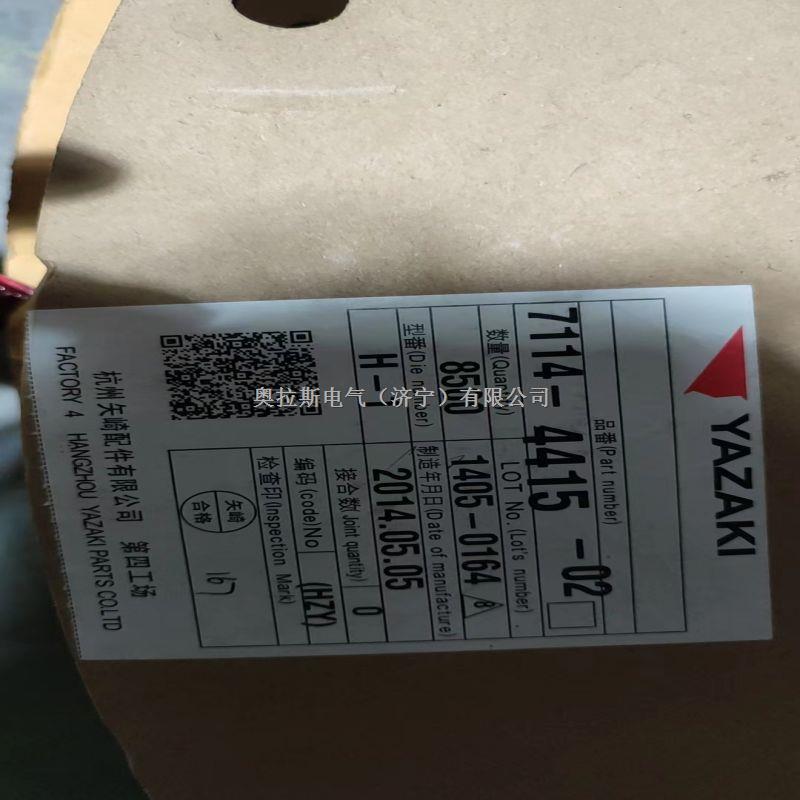 YAZAKI
品番(Part number)
7114-4415-02
数量(Quantity)
LOT No. (Lot's number)
1405-0164
8
型番(Die number)
制造年月日(Date of manufacture)
2014.05.05
接合数(Joint quantity)
0
编码(code)No
(HZY)
检查印(Inspection Mark)
矢崎
合格
167
杭州矢崎配件有限公司 第四工场
FACTORY 4 HANGZHOU YAZAKI PARTS CO.LTD
奥拉斯电气（济宁）有限公司